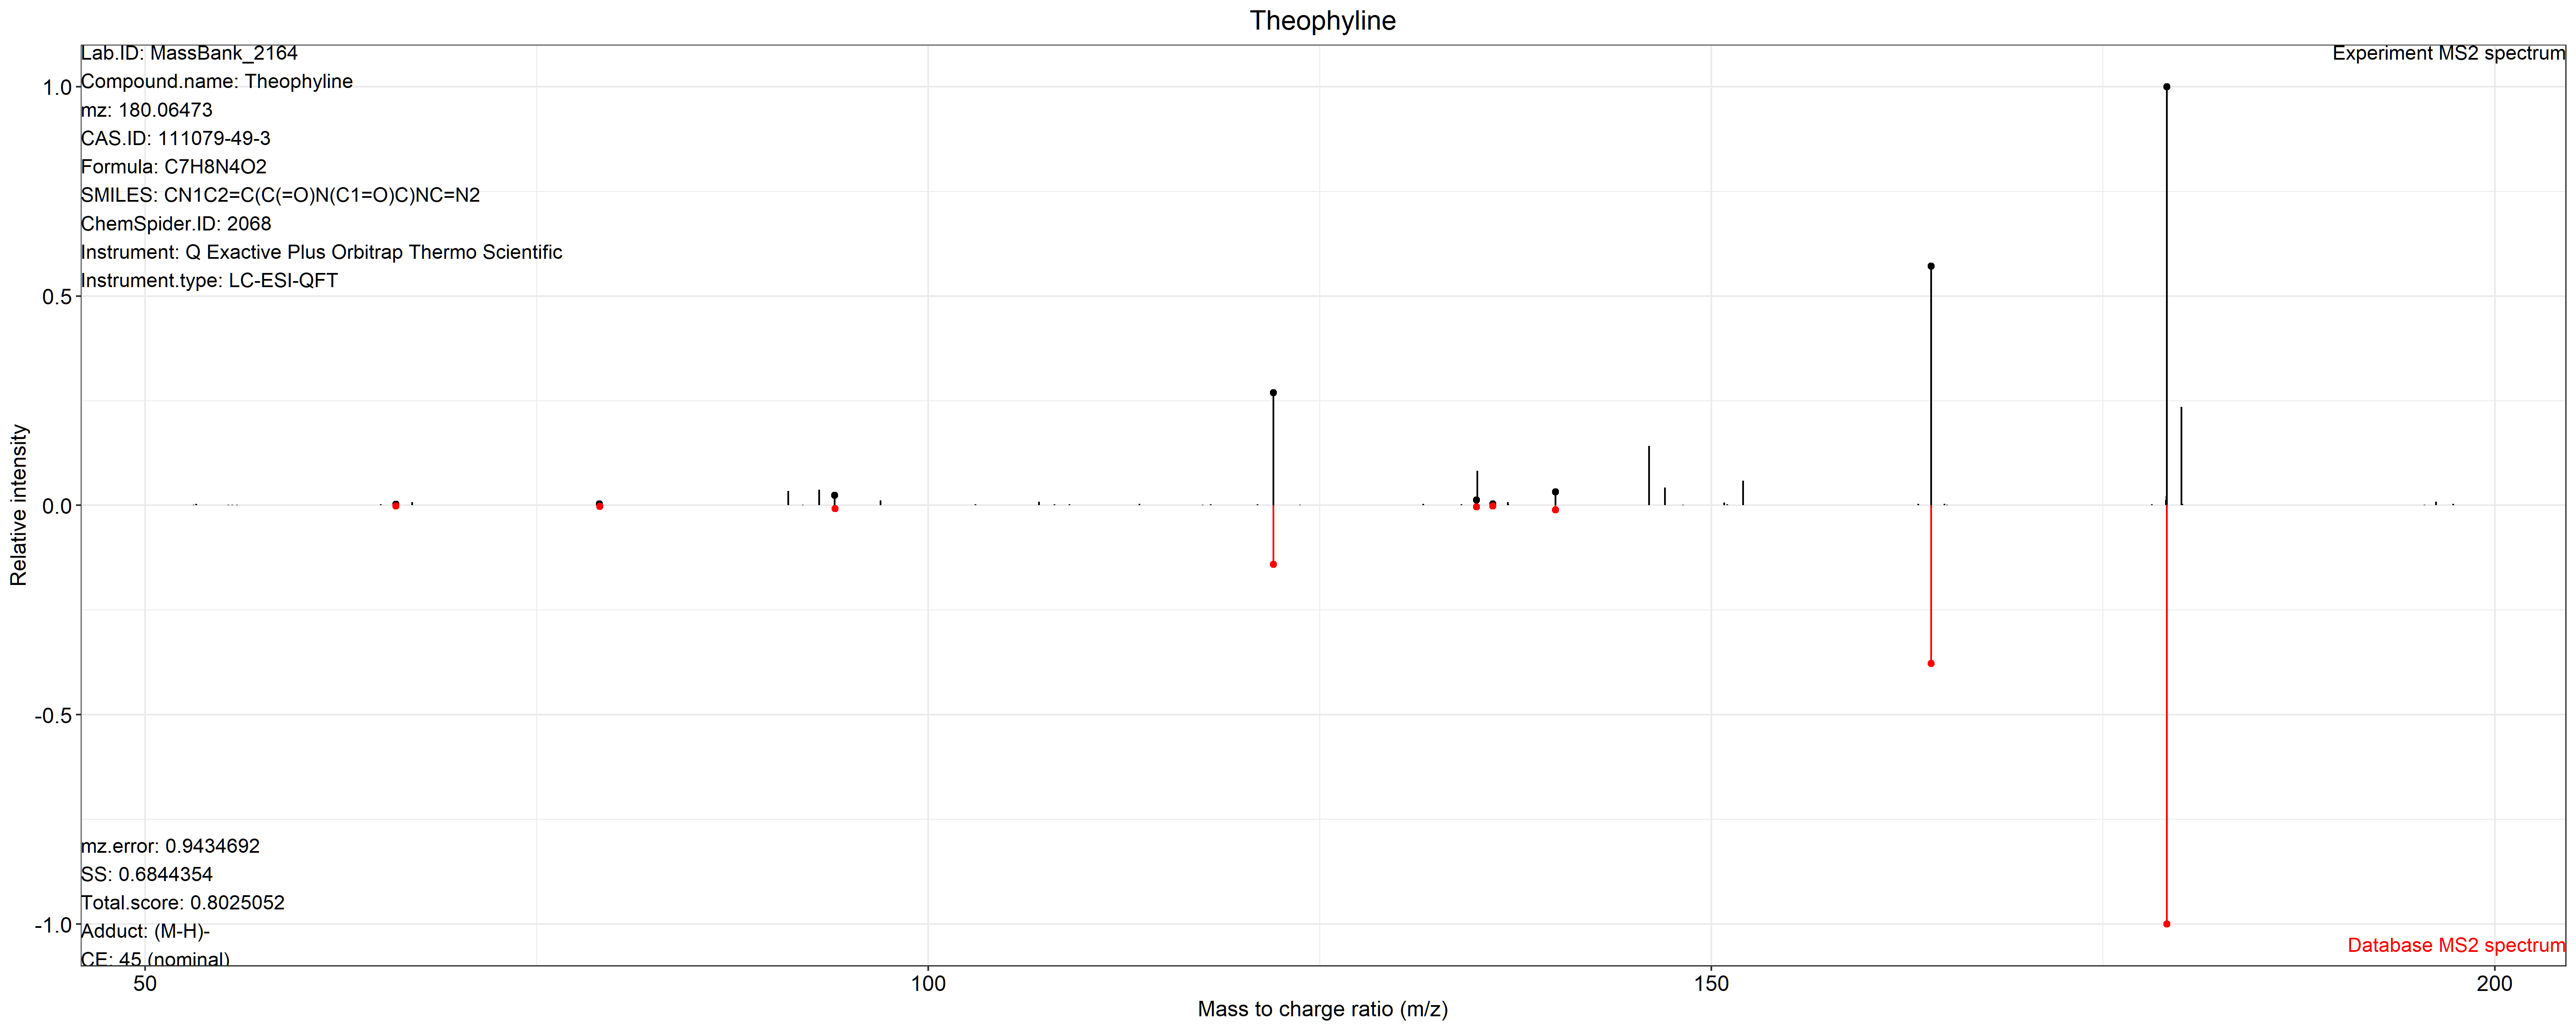 Theophyline
Lab.ID: MassBank_2164
Compound.name: Theophyline
mz: 180.06473
CAS.ID: 111079-49-3
Formula: C7H8N4O2
SMILES: CN1C2=C(C(=O)N(C1=O)C)NC=N2
ChemSpider.ID: 2068
Instrument: Q Exactive Plus Orbitrap Thermo Scientific
Instrument.type: LC-ESI-QFT
Experiment MS2 spectrum
1.0
0.5
0.0
-0.5
-1.0
Relative intensity
mz.error: 0.9434692
SS: 0.6844354
Total.score: 0.8025052
Adduct: (M-H)-
CE: 45 (nominal)
Database MS2 spectrum
50 100 150 200
Mass to charge ratio (m/z)